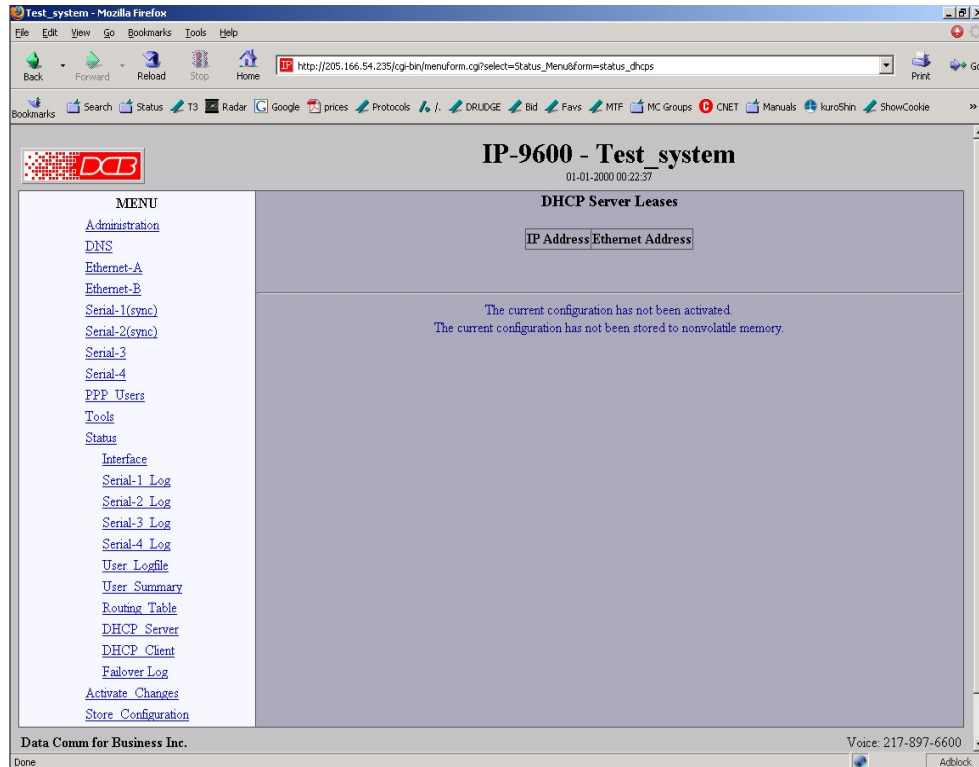 Test_system - Mozilla Firefox
File Edit View Go Bookmarks Tools Help
Back Forward Reload Stop Home
IP http://205.166.54.235/cgi-bin/menuform.cgi?select=Status_Menu&form=status_dhcps
Print Go
Bookmarks Search Status T3 Radar Google prices Protocols /. DRUDGE Bid Favs MTF MC Groups CNET Manuals kuro5hin ShowCookie »
DCB
IP-9600 - Test_system
01-01-2000 00:22:37
MENU
Administration
DNS
Ethernet-A
Ethernet-B
Serial-1(sync)
Serial-2(sync)
Serial-3
Serial-4
PPP Users
Tools
Status
Interface
Serial-1 Log
Serial-2 Log
Serial-3 Log
Serial-4 Log
User Logfile
User Summary
Routing Table
DHCP Server
DHCP Client
Failover Log
Activate Changes
Store Configuration
DHCP Server Leases
IP Address Ethernet Address
The current configuration has not been activated.
The current configuration has not been stored to nonvolatile memory.
Data Comm for Business Inc.
Voice: 217-897-6600
Done
Adblock